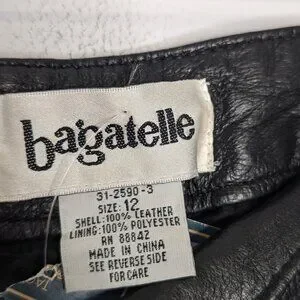 bagatelle
31-2590-3
SIZE: 12
SHELL: 100% LEATHER
LINING: 100% POLYESTER
RN 88842
MADE IN CHINA
SEE REVERSE SIDE
FOR CARE